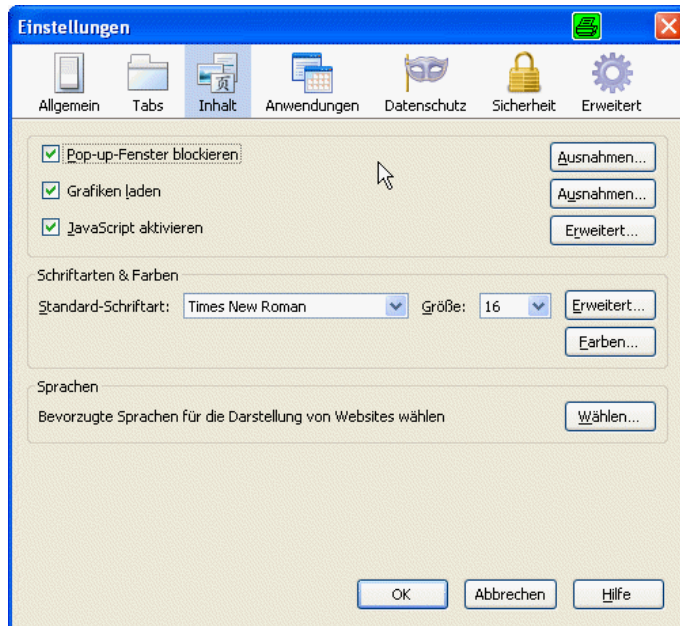 Einstellungen
Allgemein Tabs Inhalt Anwendungen Datenschutz Sicherheit Erweitert
Pop-up-Fenster blockieren Ausnahmen...
Grafiken laden Ausnahmen...
JavaScript aktivieren Erweitert...
Schriftarten & Farben
Standard-Schriftart: Times New Roman Größe: 16 Erweitert...
Farben...
Sprachen
Bevorzugte Sprachen für die Darstellung von Websites wählen Wählen...
OK Abbrechen Hilfe